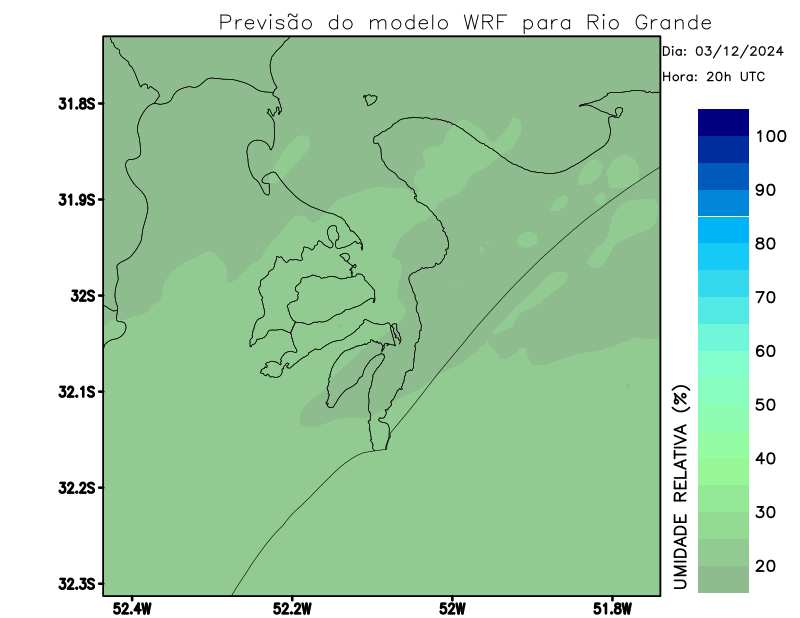 Previsão do modelo WRF para Rio Grande
Dia: 03/12/2024
Hora: 20h UTC
31.8S
31.9S
32S
32.1S
32.2S
32.3S
52.4W
52.2W
52W
51.8W
100
90
80
70
60
50
40
30
20
UMIDADE RELATIVA (%)